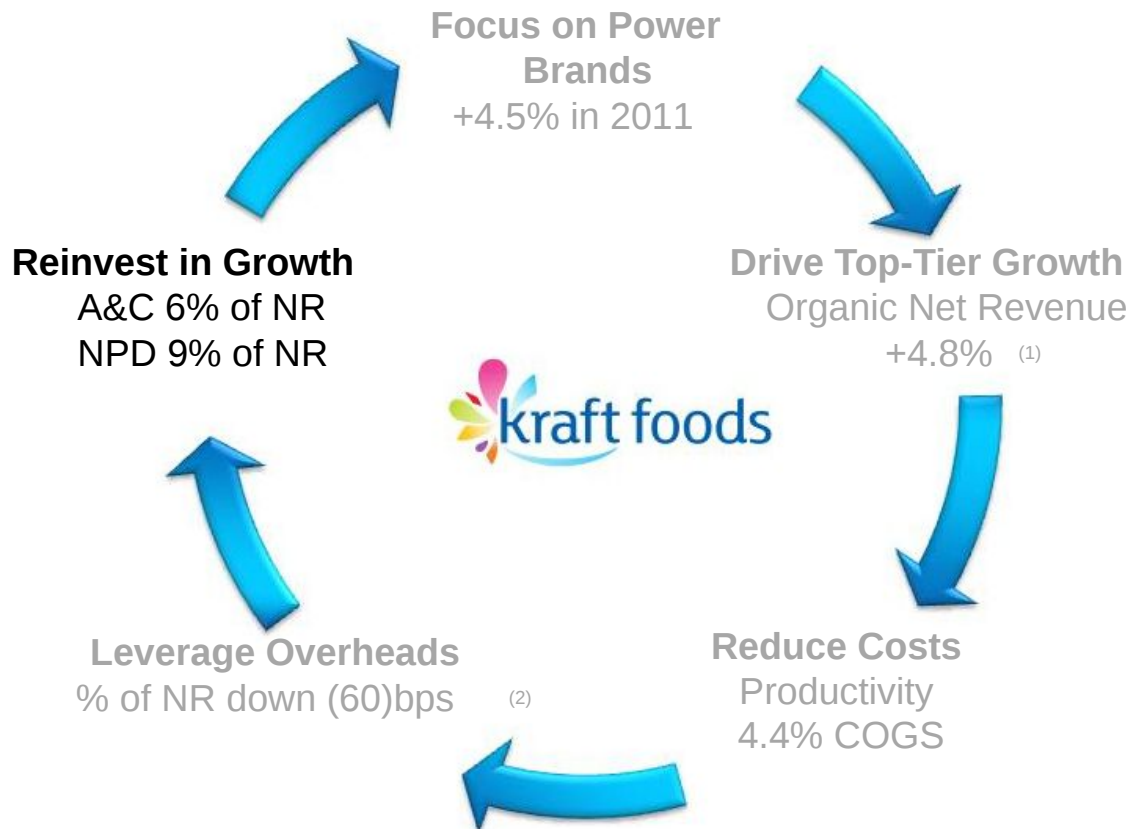 Focus on Power
Brands
+4.5% in 2011
Drive Top-Tier Growth
Organic Net Revenue
+4.8% (1)
Reduce Costs
Productivity
4.4% COGS
Leverage Overheads
% of NR down (60)bps (2)
Reinvest in Growth
A&C 6% of NR
NPD 9% of NR
kraft foods